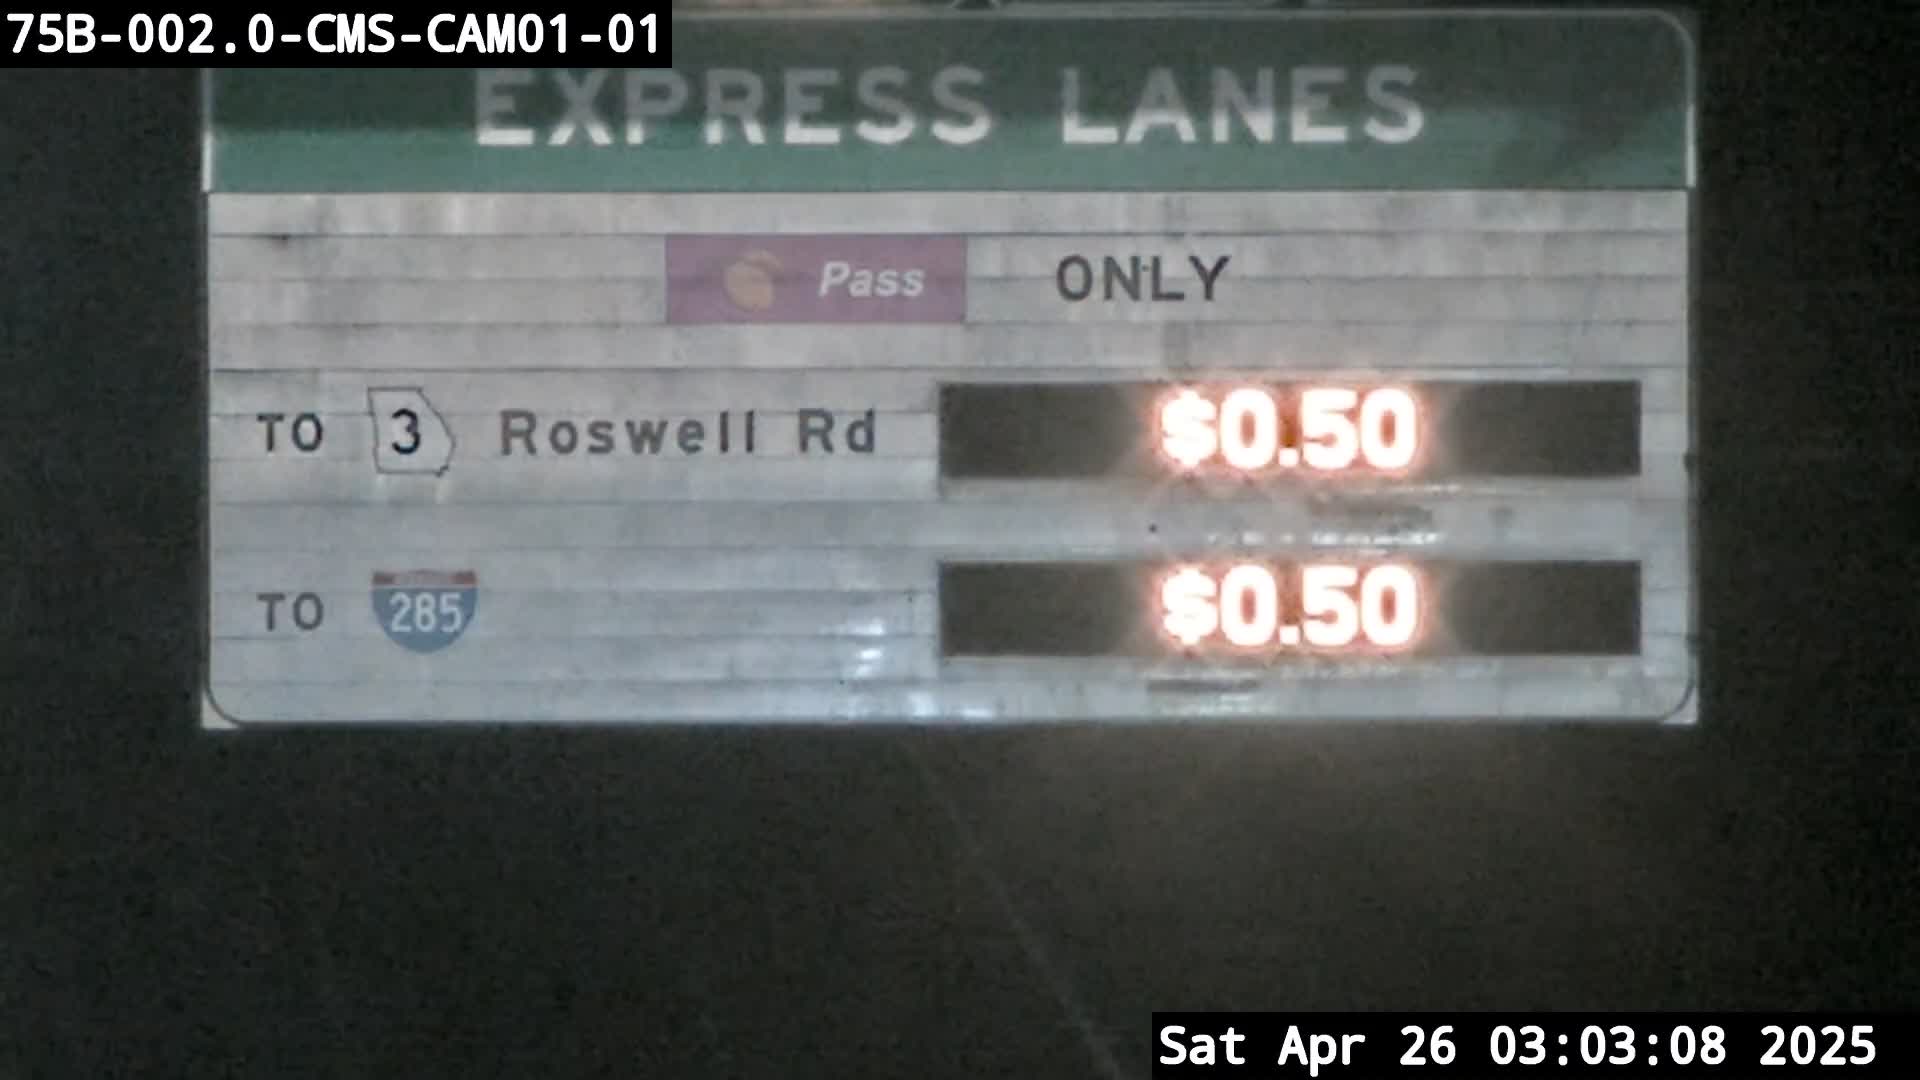 75B-002.0-CMS-CAM01-01
EXPRESS LANES
Pass ONLY
TO 3 Roswell Rd $0.50
TO 285 $0.50
Sat Apr 26 03:03:08 2025